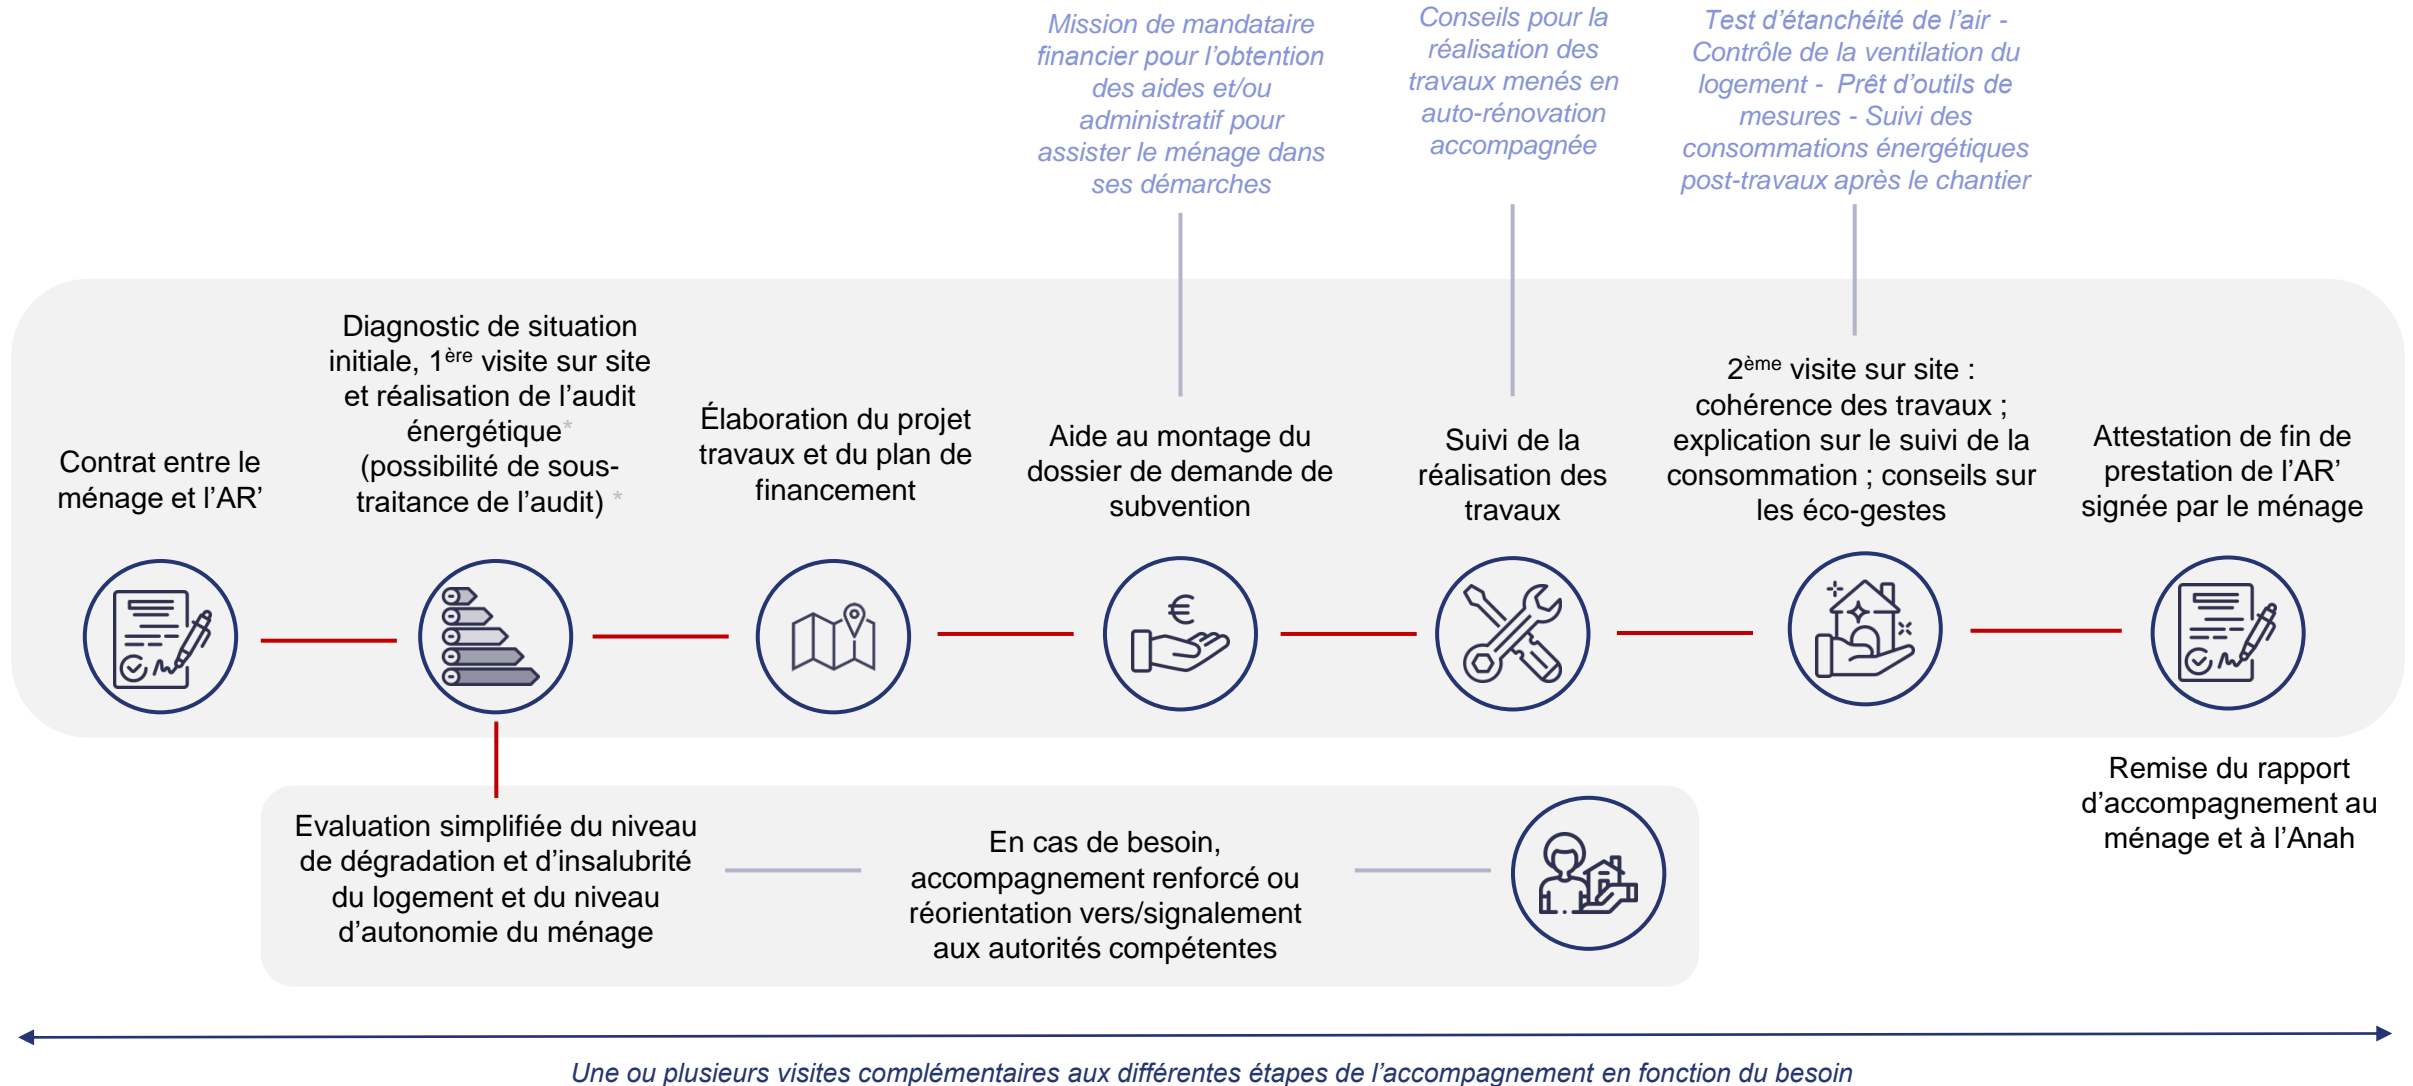 Mission de mandataire
financier pour l’obtention
des aides et/ou
administratif pour
assister le ménage dans
ses démarches
Conseils pour la
réalisation des
travaux menés en
auto-rénovation
accompagnée
Test d’étanchéité de l’air -
Contrôle de la ventilation du
logement - Prêt d’outils de
mesures - Suivi des
consommations énergétiques
post-travaux après le chantier
Contrat entre le
ménage et l’AR’
Diagnostic de situation
initiale, 1ère visite sur site
et réalisation de l’audit
énergétique*
(possibilité de sous-
traitance de l’audit) *
Élaboration du projet
travaux et du plan de
financement
Aide au montage du
dossier de demande de
subvention
Suivi de la
réalisation des
travaux
2ème visite sur site :
cohérence des travaux ;
explication sur le suivi de la
consommation ; conseils sur
les éco-gestes
Attestation de fin de
prestation de l’AR’
signée par le ménage
€
Remise du rapport
d’accompagnement au
ménage et à l’Anah
Evaluation simplifiée du niveau
de dégradation et d’insalubrité
du logement et du niveau
d’autonomie du ménage
En cas de besoin,
accompagnement renforcé ou
réorientation vers/signalement
aux autorités compétentes
Une ou plusieurs visites complémentaires aux différentes étapes de l’accompagnement en fonction du besoin